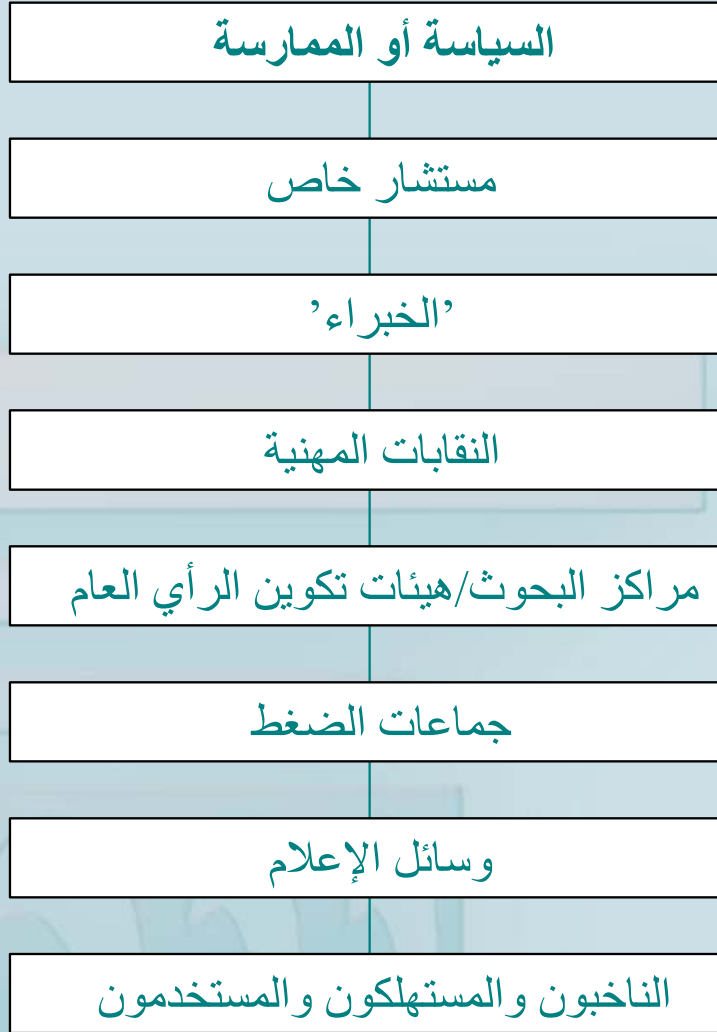 السياسة أو الممارسة
مستشار خاص
’الخبراء’
النقابات المهنية
مراكز البحوث/هيئات تكوين الرأي العام
جماعات الضغط
وسائل الإعلام
الناخبون والمستهلكون والمستخدمون